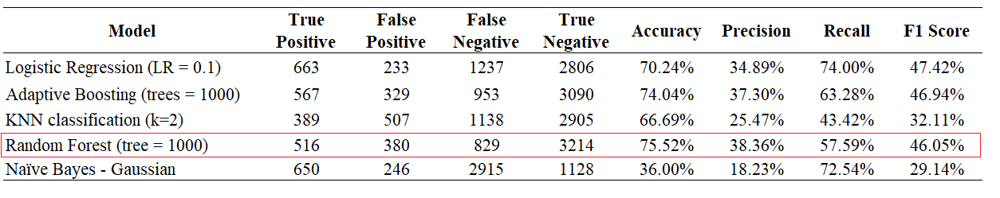 Model True Positive False Positive False Negative True Negative Accuracy Precision Recall F1 Score
Logistic Regression (LR = 0.1) 663 233 1237 2806 70.24% 34.89% 74.00% 47.42%
Adaptive Boosting (trees = 1000) 567 329 953 3090 74.04% 37.30% 63.28% 46.94%
KNN classification (k=2) 389 507 1138 2905 66.69% 25.47% 43.42% 32.11%
Random Forest (tree = 1000) 516 380 829 3214 75.52% 38.36% 57.59% 46.05%
Naïve Bayes - Gaussian 650 246 2915 1128 36.00% 18.23% 72.54% 29.14%